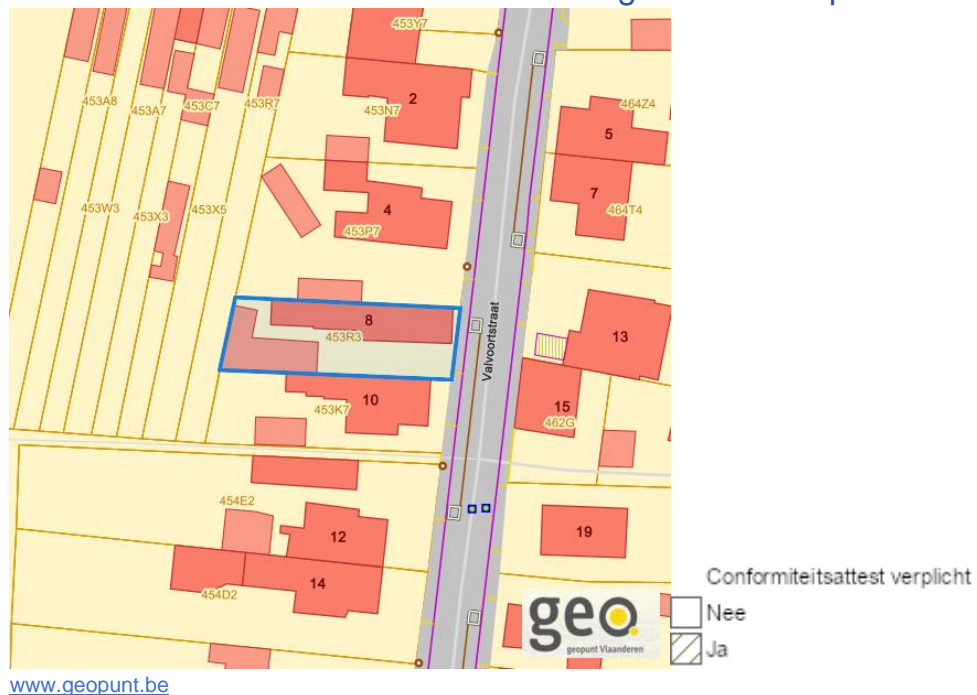 453Y7
2
453N7
453A8
453A7
453C7
453R7
464Z4
5
7
464T4
4
453P7
453W3
453X3
453X5
8
453R3
Valvoortstraat
13
10
453K7
15
462G
454E2
12
19
14
454D2
geo.
geopunt Vlaanderen
Conformiteitsattest verplicht
Nee
Ja
www.geopunt.be